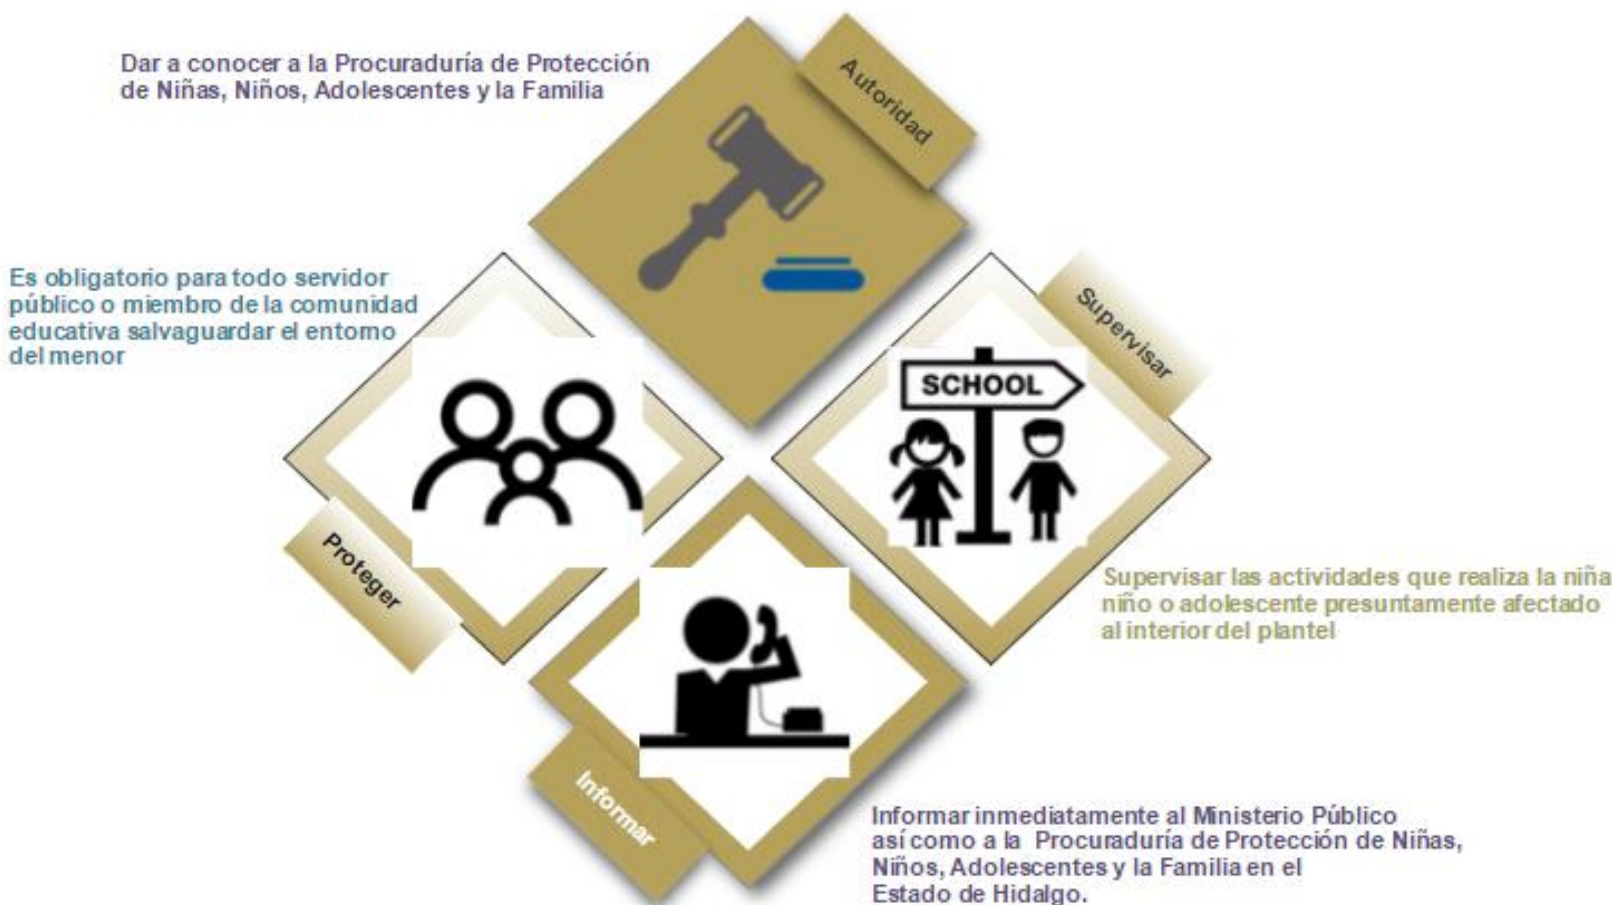 Dar a conocer a la Procuraduría de Protección
de Niñas, Niños, Adolescentes y la Familia
Autoridad
Es obligatorio para todo servidor
público o miembro de la comunidad
educativa salvaguardar el entorno
del menor
Proteger
Supervisar
SCHOOL
Supervisar las actividades que realiza la niña
niño o adolescente presuntamente afectado
al interior del plantel
Informar
Informar inmediatamente al Ministerio Público
así como a la Procuraduría de Protección de Niñas,
Niños, Adolescentes y la Familia en el
Estado de Hidalgo.